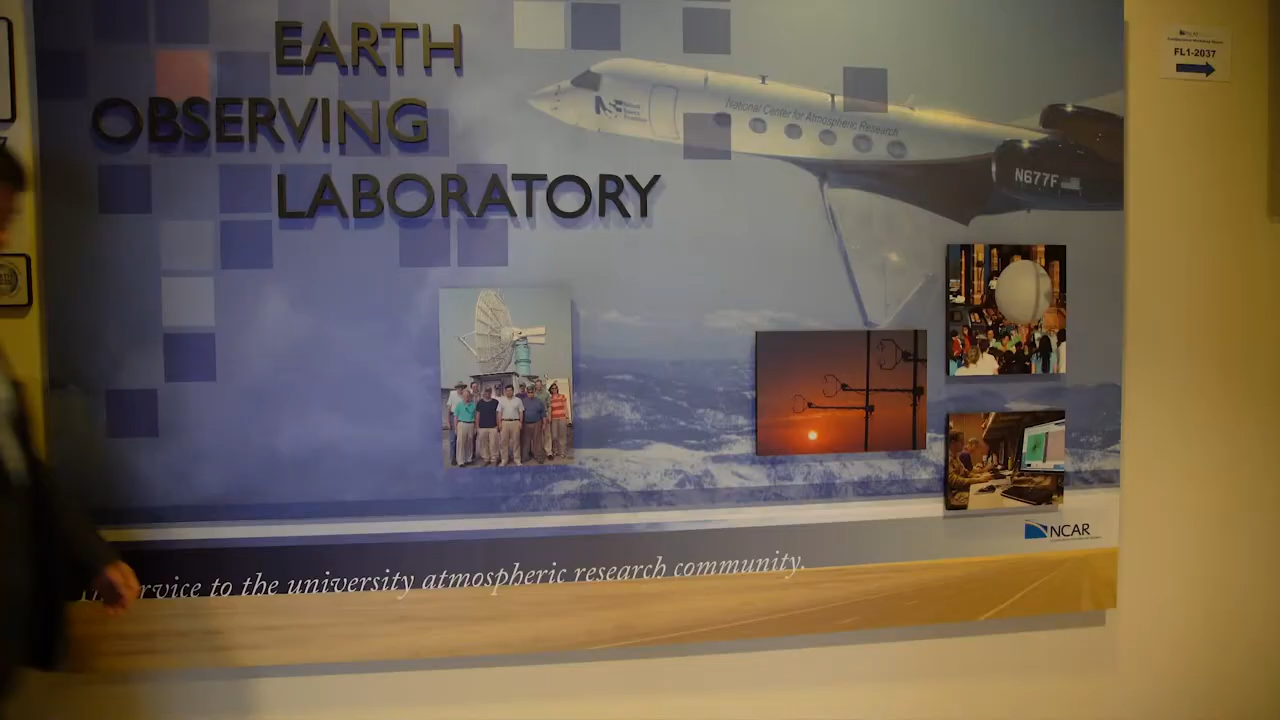 EARTH
OBSERVING
LABORATORY
National Center for Atmospheric Research
N677F
NCAR
FL1-2037
NCAR
rvice to the university atmospheric research community.